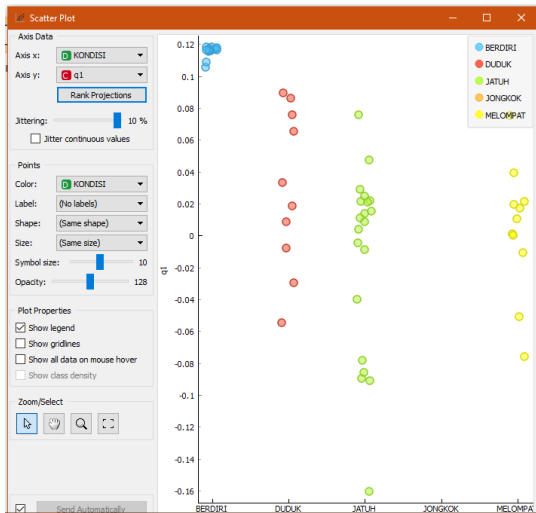 Scatter Plot
Axis Data
Axis x: D KONDISI
Axis y: C q1
Rank Projections
Jittering: 10 %
Jitter continuous values
Points
Color: D KONDISI
Label: (No labels)
Shape: (Same shape)
Size: (Same size)
Symbol size: 10
Opacity: 128
Plot Properties
Show legend
Show gridlines
Show all data on mouse hover
Show class density
Zoom/Select
Send Automatically
0.12
0.1
0.08
0.06
0.04
0.02
0
-0.02
-0.04
-0.06
-0.08
-0.1
-0.12
-0.14
-0.16
q1
BERDIRI
DUDUK
JATUH
JONGKOK
MELOMPAT
BERDIRI DUDUK JATUH JONGKOK MELOMPAT